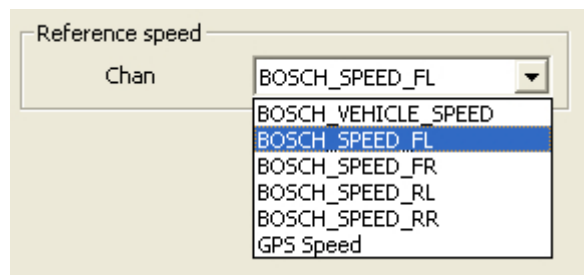 Reference speed
Chan
BOSCH_SPEED_FL
BOSCH_VEHICLE_SPEED
BOSCH_SPEED_FL
BOSCH_SPEED_FR
BOSCH_SPEED_RL
BOSCH_SPEED_RR
GPS Speed